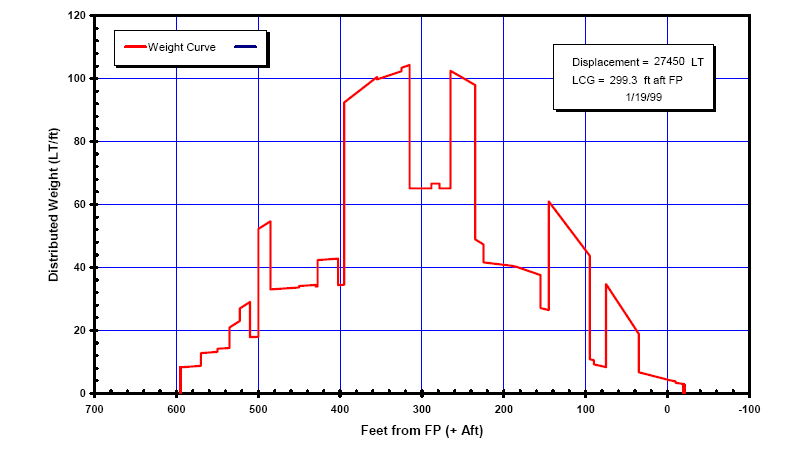 120
100
80
60
40
20
0
Distributed Weight (LT/ft)
Weight Curve
Displacement = 27450 LT
LCG = 299.3 ft aft FP
1/19/99
700 600 500 400 300 200 100 0 -100
Feet from FP (+ Aft)